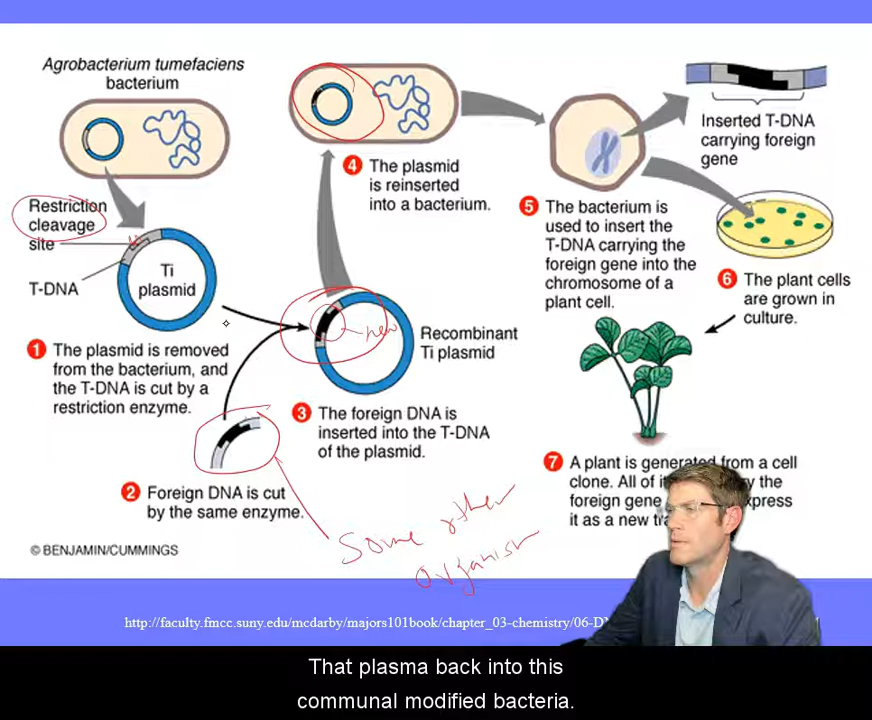 Agrobacterium tumefaciens
bacterium
Restriction
cleavage
site
T-DNA
Ti
plasmid
1 The plasmid is removed
from the bacterium, and
the T-DNA is cut by a
restriction enzyme.
2 Foreign DNA is cut
by the same enzyme.
3 The foreign DNA is
inserted into the T-DNA
of the plasmid.
Recombinant
Ti plasmid
new
Some other
organism
4 The plasmid
is reinserted
into a bacterium.
5 The bacterium is
used to insert the
T-DNA carrying the
foreign gene into the
chromosome of a
plant cell.
Inserted T-DNA
carrying foreign
gene
6 The plant cells
are grown in
culture.
7 A plant is generated from a cell
clone. All of
foreign gene
it as a new
© BENJAMIN/CUMMINGS
http://faculty.fmcc.suny.edu/mcdarby/majors101book/chapter_03-chemistry/06-D
That plasma back into this
communal modified bacteria.